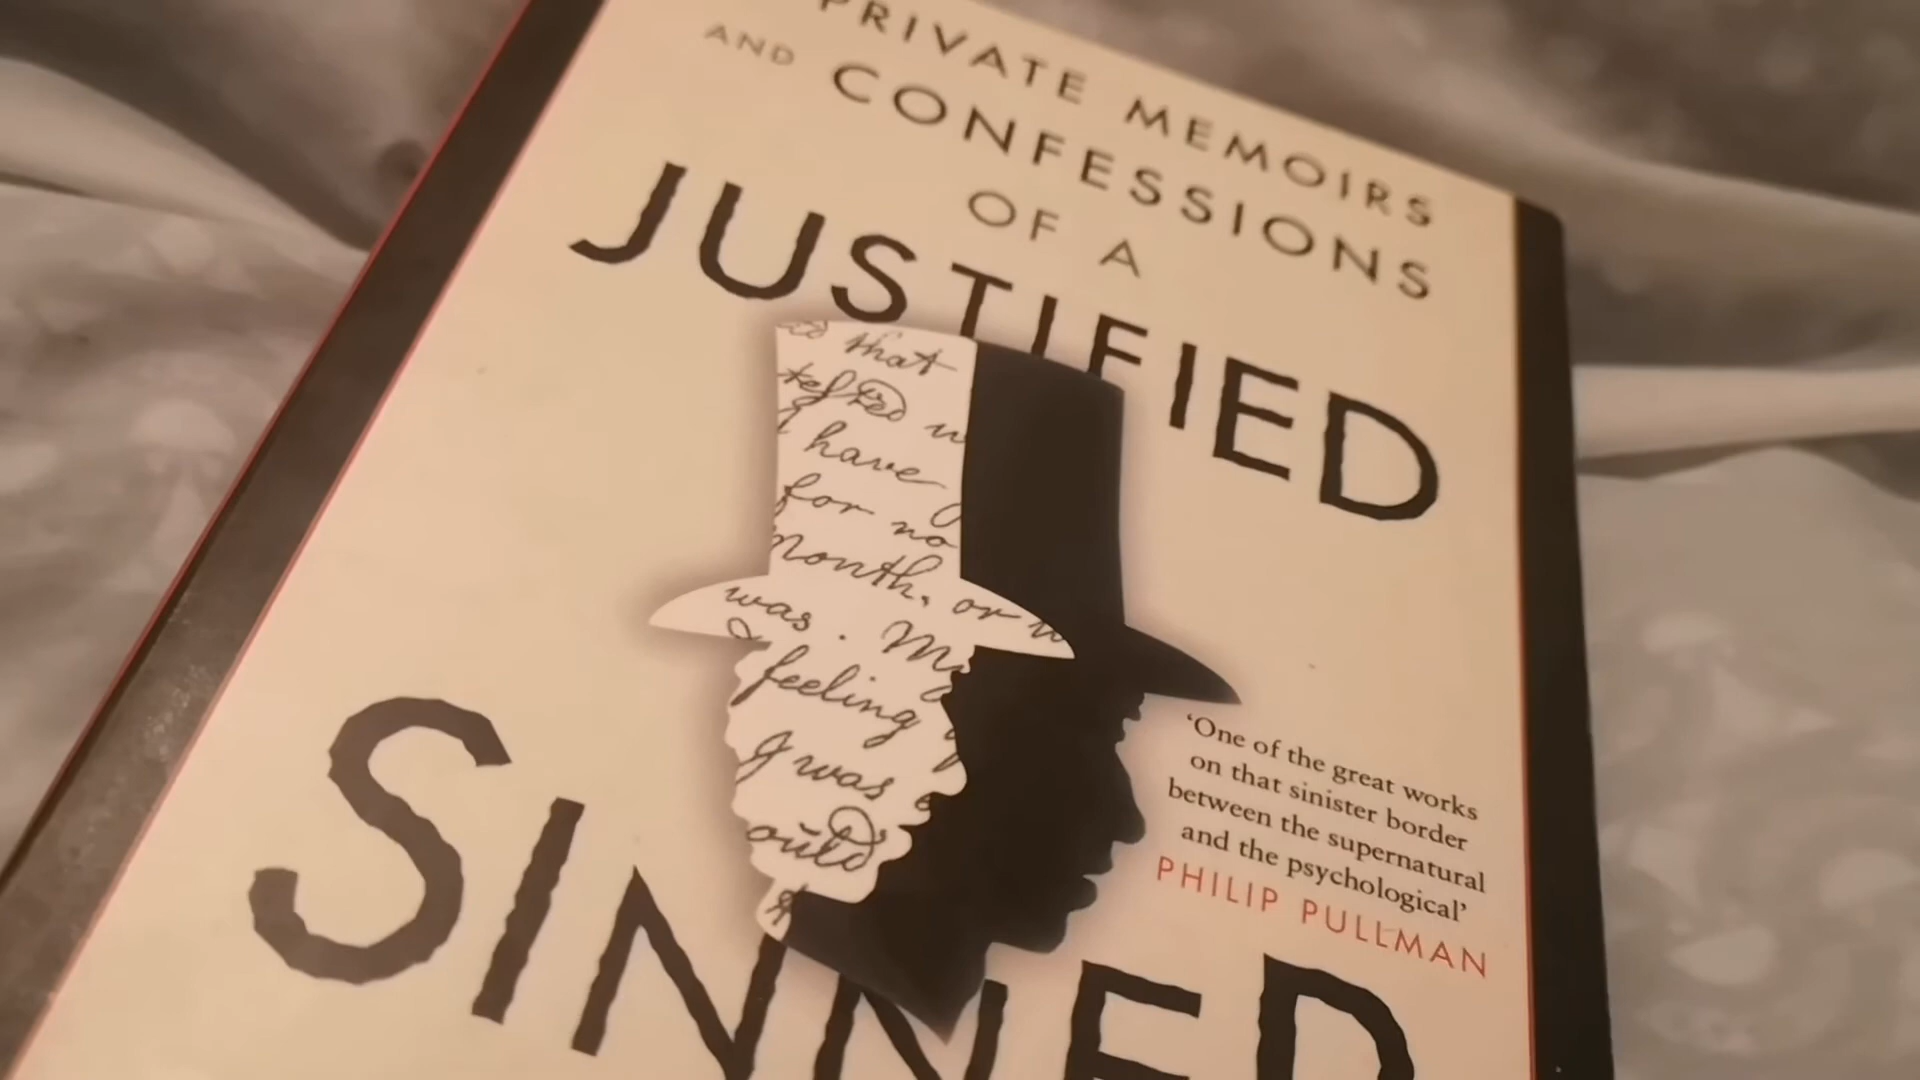 PRIVATE MEMOIRS
AND CONFESSIONS
OF A
JUSTIFIED
that
I have
for no
month, or
was. My
feeling
I was
SINNER
‘One of the great works
on that sinister border
between the supernatural
and the psychological’
PHILIP PULLMAN